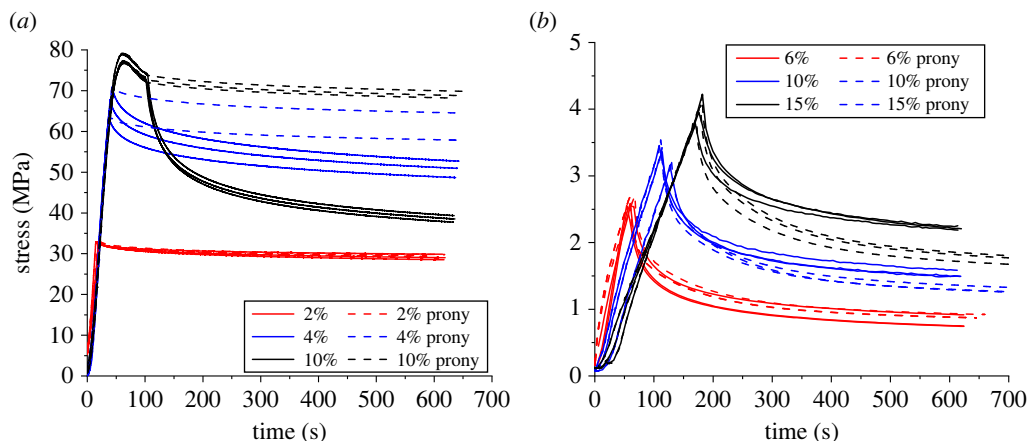 (a)
80
70
60
50
40
30
20
10
0
stress (MPa)
2% 2% prony
4% 4% prony
10% 10% prony
0 100 200 300 400 500 600 700
time (s)
(b)
5
4
3
2
1
0
6% 6% prony
10% 10% prony
15% 15% prony
0 100 200 300 400 500 600 700
time (s)